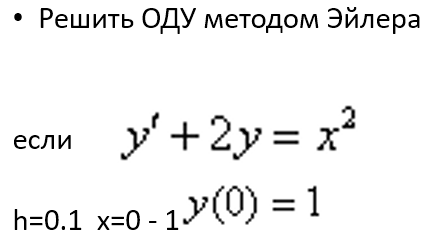 • Решить ОДУ методом Эйлера
если y′ + 2y = x²
h=0.1 x=0 - 1 y(0) = 1